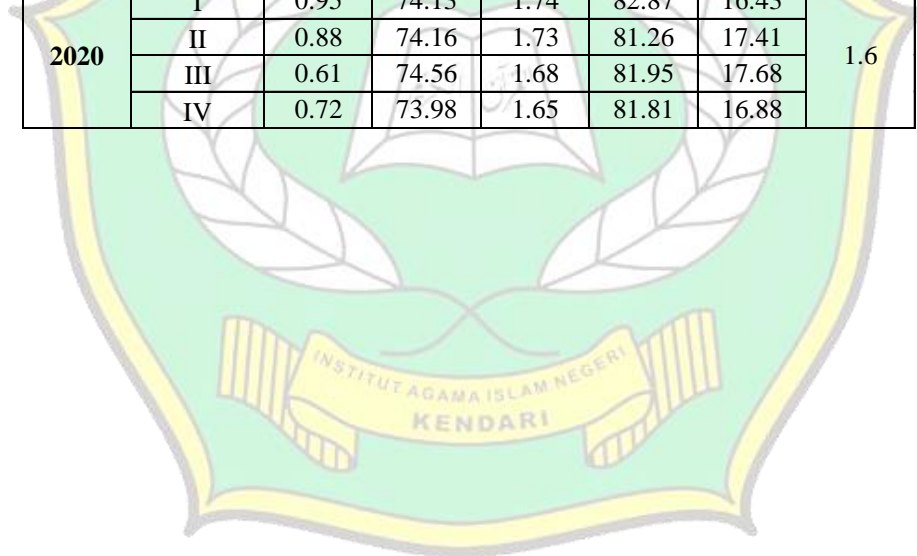 I 1.74 82.87
2020 II 0.88 74.16 1.73 81.26 17.41 1.6
III 0.61 74.56 1.68 81.95 17.68
IV 0.72 73.98 1.65 81.81 16.88
INSTITUT AGAMA ISLAM NEGERI
KENDARI